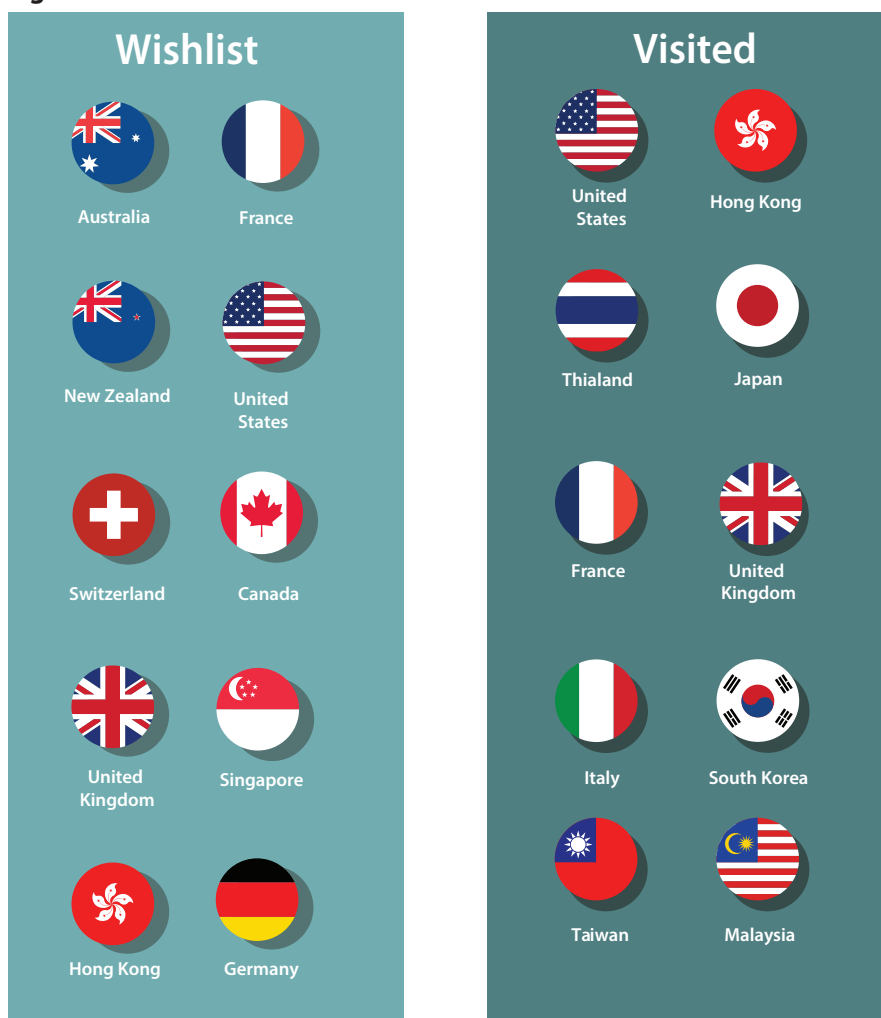 Wishlist
Australia
France
New Zealand
United
States
Switzerland
Canada
United
Kingdom
Singapore
Hong Kong
Germany
Visited
United
States
Hong Kong
Thialand
Japan
France
United
Kingdom
Italy
South Korea
Taiwan
Malaysia